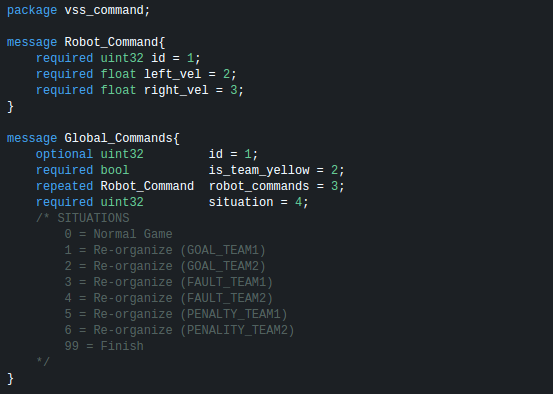 package vss_command;

message Robot_Command{
    required uint32 id = 1;
    required float left_vel = 2;
    required float right_vel = 3;
}

message Global_Commands{
    optional uint32         id = 1;
    required bool           is_team_yellow = 2;
    repeated Robot_Command  robot_commands = 3;
    required uint32         situation = 4;
    /* SITUATIONS
        0 = Normal Game
        1 = Re-organize (GOAL_TEAM1)
        2 = Re-organize (GOAL_TEAM2)
        3 = Re-organize (FAULT_TEAM1)
        4 = Re-organize (FAULT_TEAM2)
        5 = Re-organize (PENALTY_TEAM1)
        6 = Re-organize (PENALITY_TEAM2)
        99 = Finish
    */
}